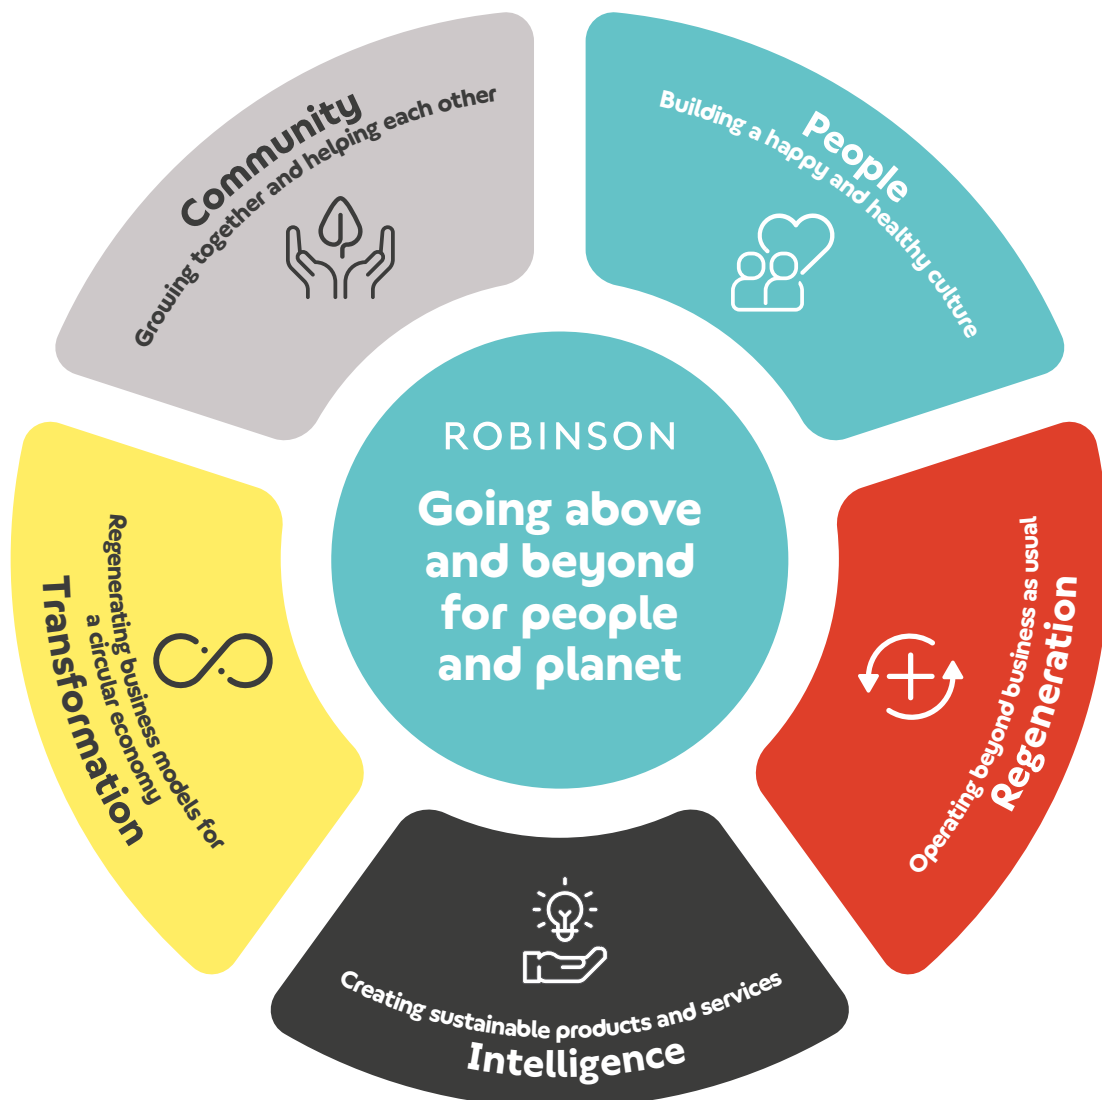 ROBINSON
Going above
and beyond
for people
and planet
People
Building a happy and healthy culture
Regeneration
Operating beyond business as usual
Creating sustainable products and services
Intelligence
Regenerating business models for
a circular economy
Transformation
Community
Growing together and helping each other